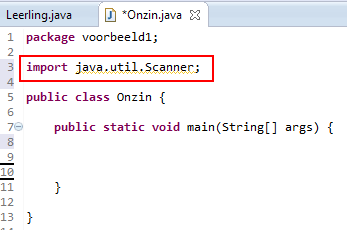 Leerling.java *Onzin.java
1 package voorbeeld1;
2
3 import java.util.Scanner;
4
5 public class Onzin {
6
7 public static void main(String[] args) {
8
9
10
11 }
12
13 }